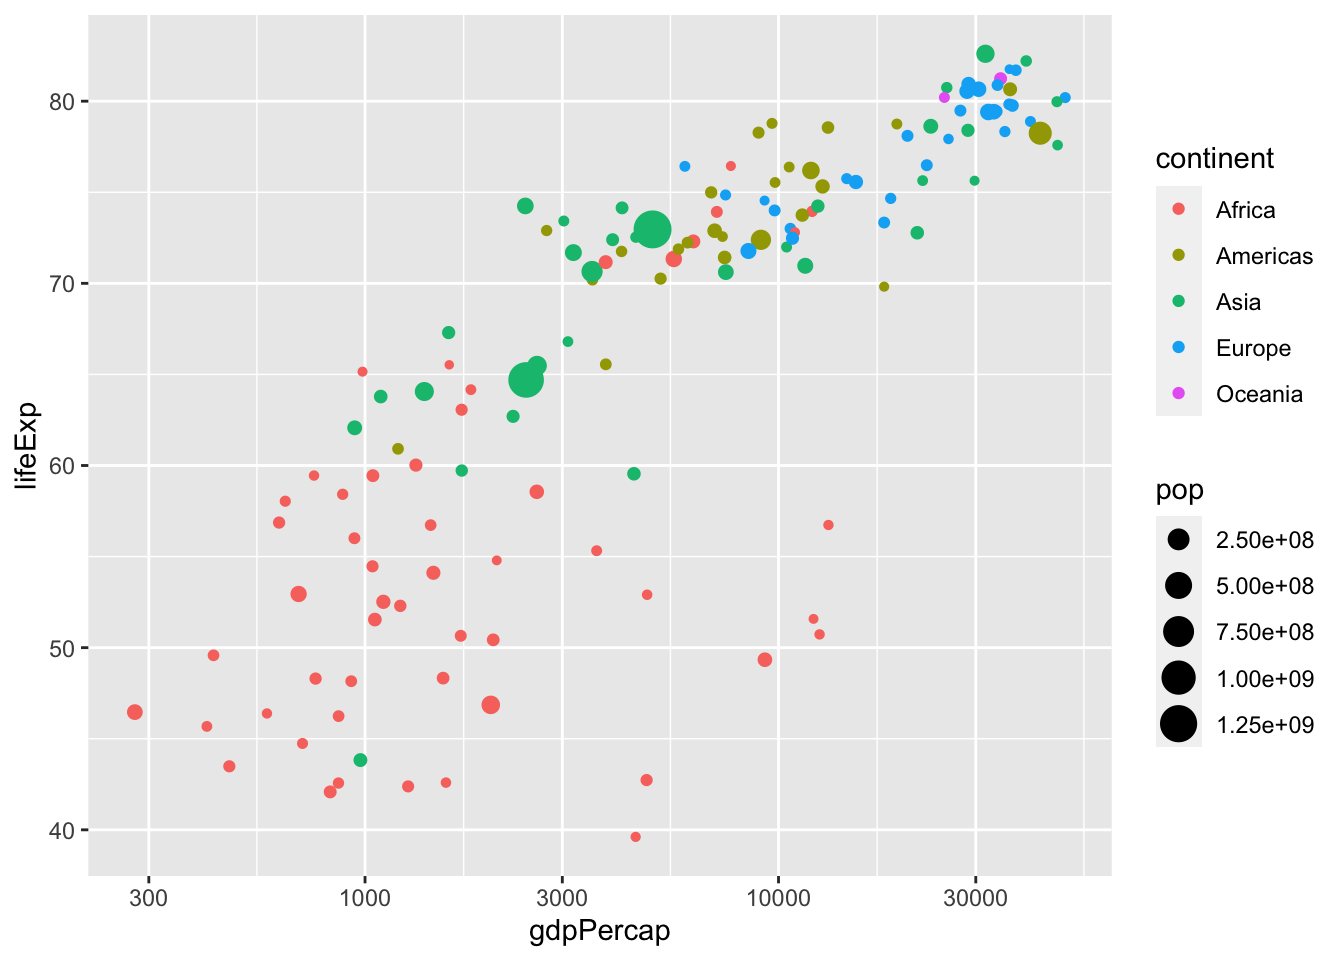 80
70
60
50
40
lifeExp
300
1000
3000
10000
30000
gdpPercap
continent
Africa
Americas
Asia
Europe
Oceania
pop
2.50e+08
5.00e+08
7.50e+08
1.00e+09
1.25e+09